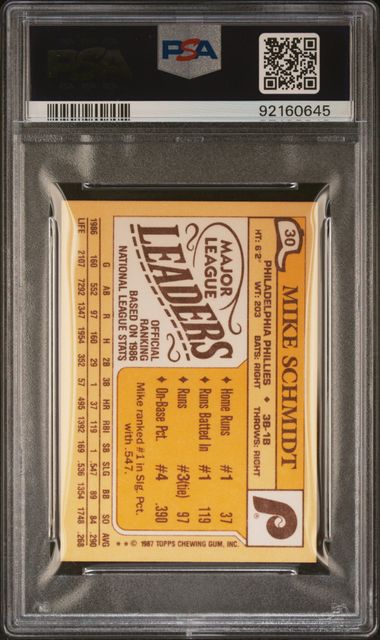 PSA
PSA
92160645
30
MIKE SCHMIDT
PHILADELPHIA PHILLIES ♦ 3B-1B
HT: 6'2" WT: 203 BATS: RIGHT THROWS: RIGHT
MAJOR
LEAGUE
LEADERS
OFFICIAL
RANKING
BASED ON 1986
NATIONAL LEAGUE STATS
♦ Home Runs #1 37
♦ Runs Batted In #1 119
♦ Runs #3(tie) 97
♦ On-Base Pct. #4 .390
Mike ranked #1 in Slg. Pct.
with .547.
P
G AB R H 2B 3B HR RBI SB SLG BB SO AVG
1986 160 552 97 160 29 1 37 119 1 .547 89 84 .290
LIFE 2107 7292 1347 1954 352 57 495 1392 169 .536 1354 1748 .268
** © 1987 TOPPS CHEWING GUM, INC.